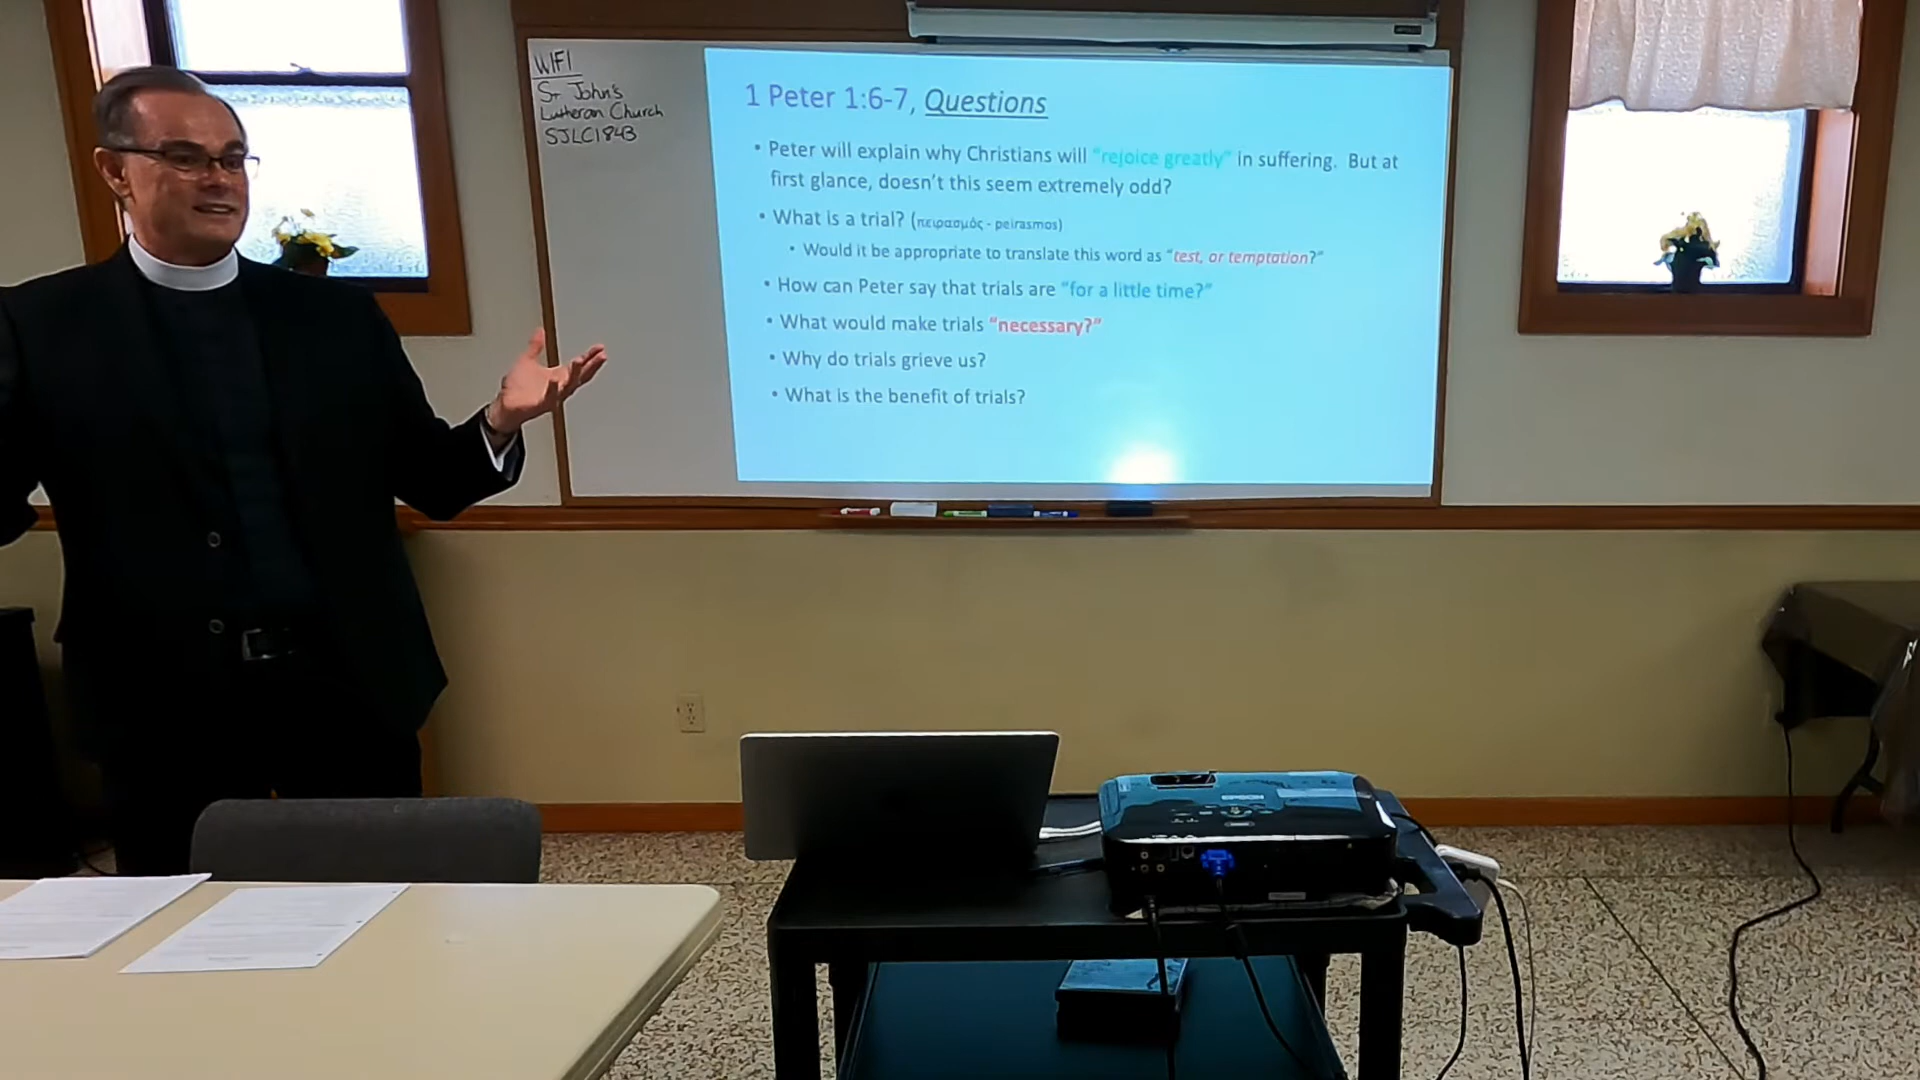 WIFI
St John's
Lutheran Church
SJLC1843
1 Peter 1:6-7, Questions
• Peter will explain why Christians will “rejoice greatly” in suffering. But at
first glance, doesn’t this seem extremely odd?
• What is a trial? (πειρασμός - peirasmos)
• Would it be appropriate to translate this word as “test, or temptation?”
• How can Peter say that trials are “for a little time?”
• What would make trials “necessary?”
• Why do trials grieve us?
• What is the benefit of trials?
EPSON